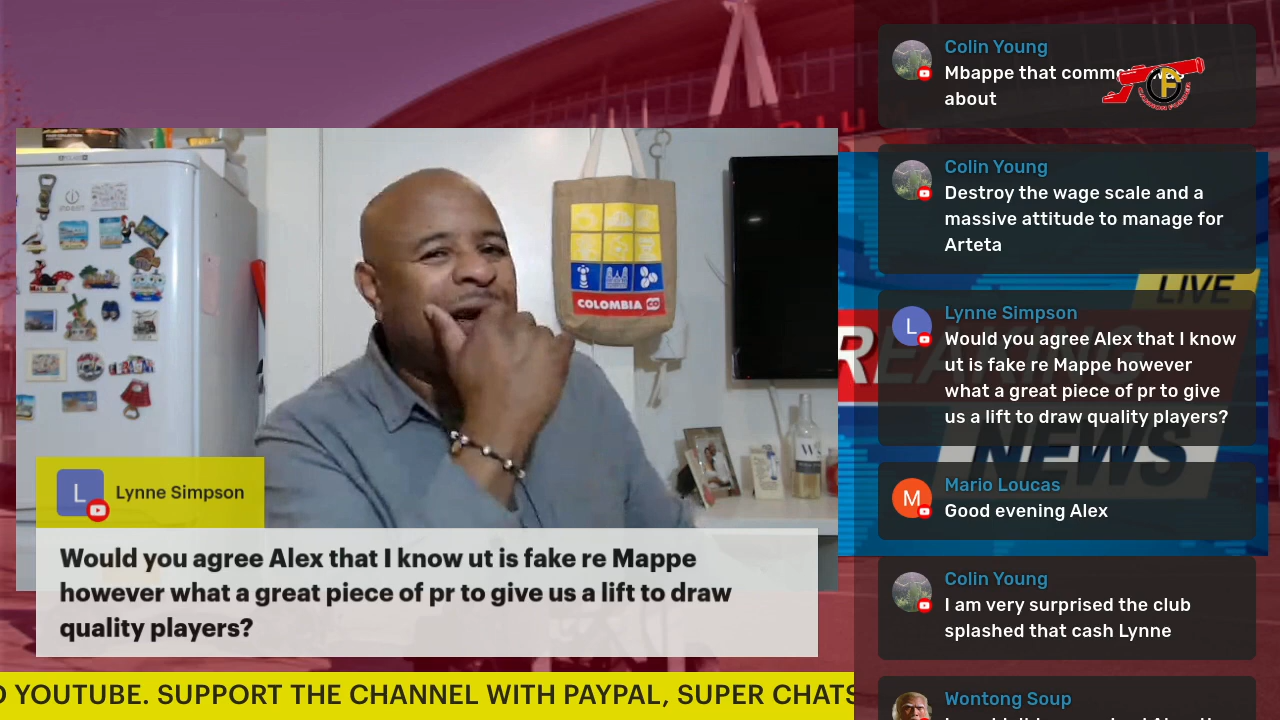 COLOMBIA CO
L
Lynne Simpson
Would you agree Alex that I know ut is fake re Mappe
however what a great piece of pr to give us a lift to draw
quality players?
YOUTUBE. SUPPORT THE CHANNEL WITH PAYPAL, SUPER CHATS
Colin Young
Mbappe that
about
Colin Young
Destroy the wage scale and a
massive attitude to manage for
Arteta
LIVE
L
Lynne Simpson
Would you agree Alex that I know
ut is fake re Mappe however
what a great piece of pr to give
us a lift to draw quality players?
NEWS
M
Mario Loucas
Good evening Alex
Colin Young
I am very surprised the club
splashed that cash Lynne
Wontong Soup